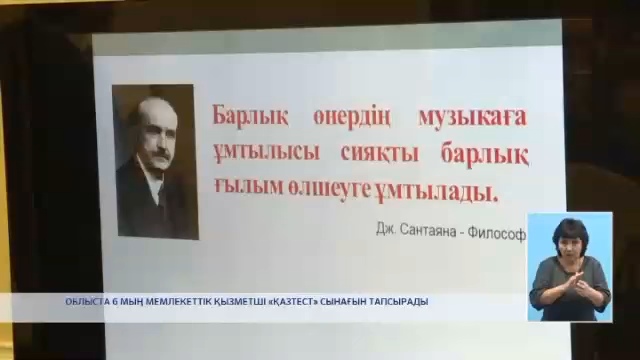 Барлық өнердің музыкаға
ұмтылысы сияқты барлық
ғылым өлшеуге ұмтылады.
Дж. Сантаяна - Философ
ОБЛЫСТА 6 МЫҢ МЕМЛЕКЕТТІК ҚЫЗМЕТШІ «ҚАЗТЕСТ» СЫНАҒЫН ТАПСЫРАДЫ